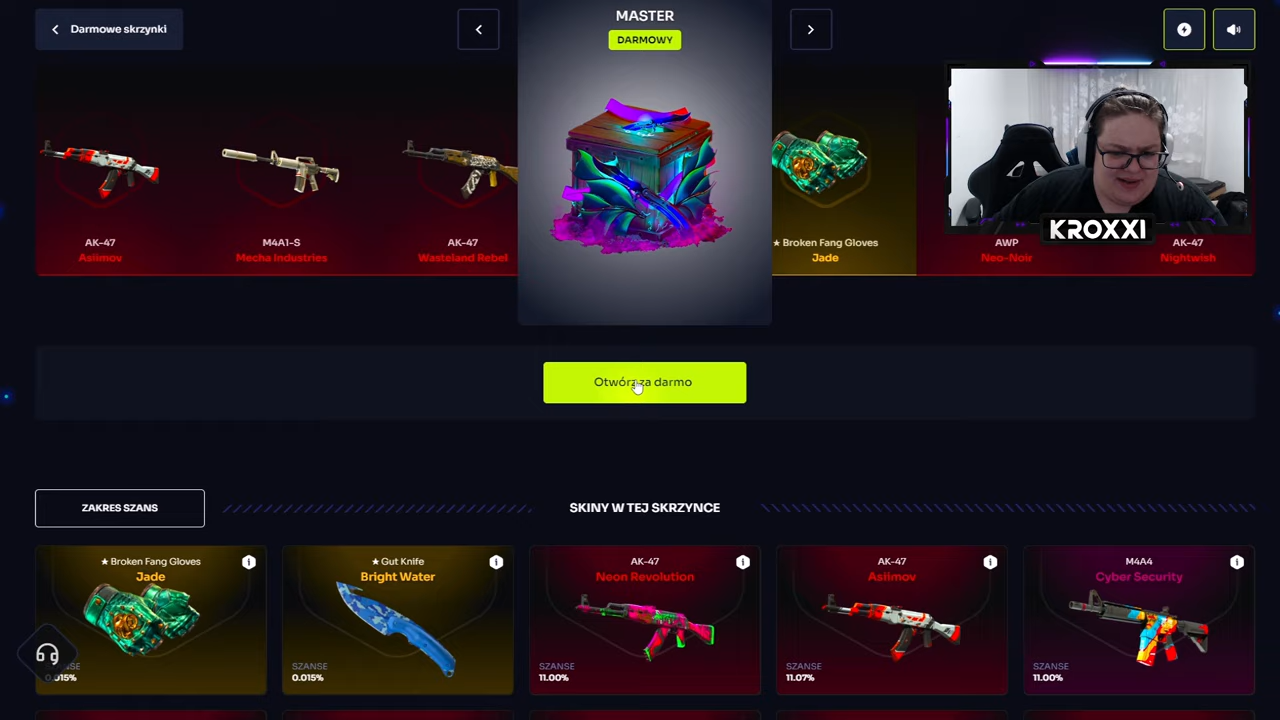 Darmowe skrzynki
MASTER
DARMOWY
AK-47
Asiimov
M4A1-S
Mecha Industries
AK-47
Wasteland Rebel
★ Broken Fang Gloves
Jade
AWP
Neo-Noir
AK-47
Nightwish
KROXXI
Otwórz za darmo
ZAKRES SZANS
SKINY W TEJ SKRZYNCE
★ Broken Fang Gloves
Jade
0.015%
★ Gut Knife
Bright Water
SZANSE
0.015%
AK-47
Neon Revolution
SZANSE
11.00%
AK-47
Asiimov
SZANSE
11.07%
M4A4
Cyber Security
SZANSE
11.00%